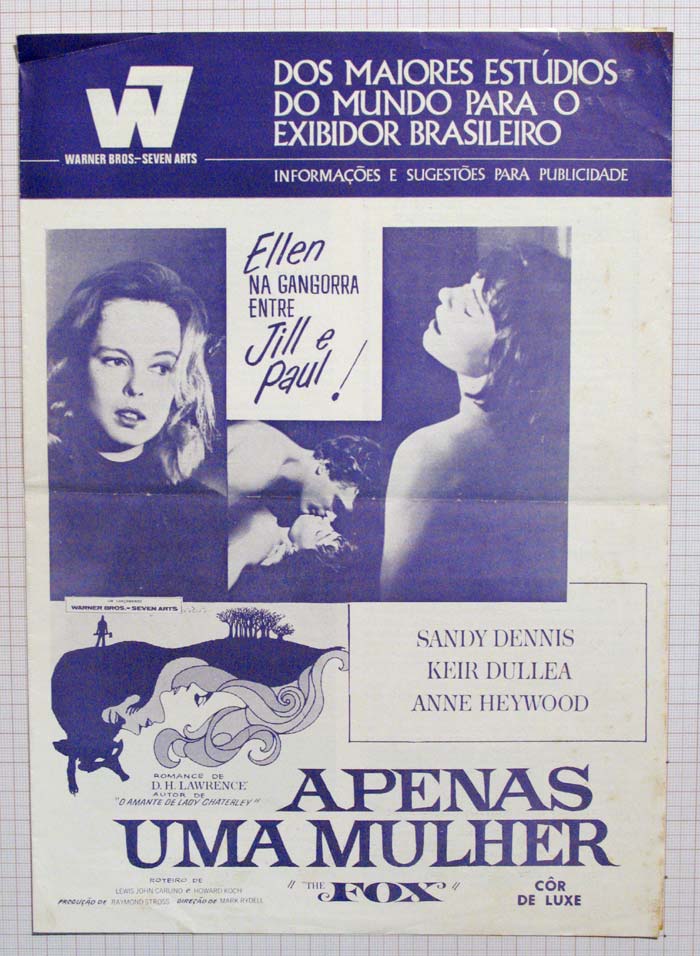 W7
WARNER BROS.–SEVEN ARTS
DOS MAIORES ESTÚDIOS
DO MUNDO PARA O
EXIBIDOR BRASILEIRO
INFORMAÇÕES E SUGESTÕES PARA PUBLICIDADE
Ellen
NA GANGORRA
ENTRE
Jill e
Paul!
UM LANÇAMENTO
WARNER BROS.–SEVEN ARTS
SANDY DENNIS
KEIR DULLEA
ANNE HEYWOOD
ROMANCE DE
D.H. LAWRENCE
AUTOR DE
"O AMANTE DE LADY CHATERLEY"
APENAS
UMA MULHER
"THE FOX"
ROTEIRO DE
LEWIS JOHN CARLINO e HOWARD KOCH
PRODUÇÃO DE RAYMOND STROSS DIREÇÃO DE MARK RYDELL
CÔR
DE LUXE